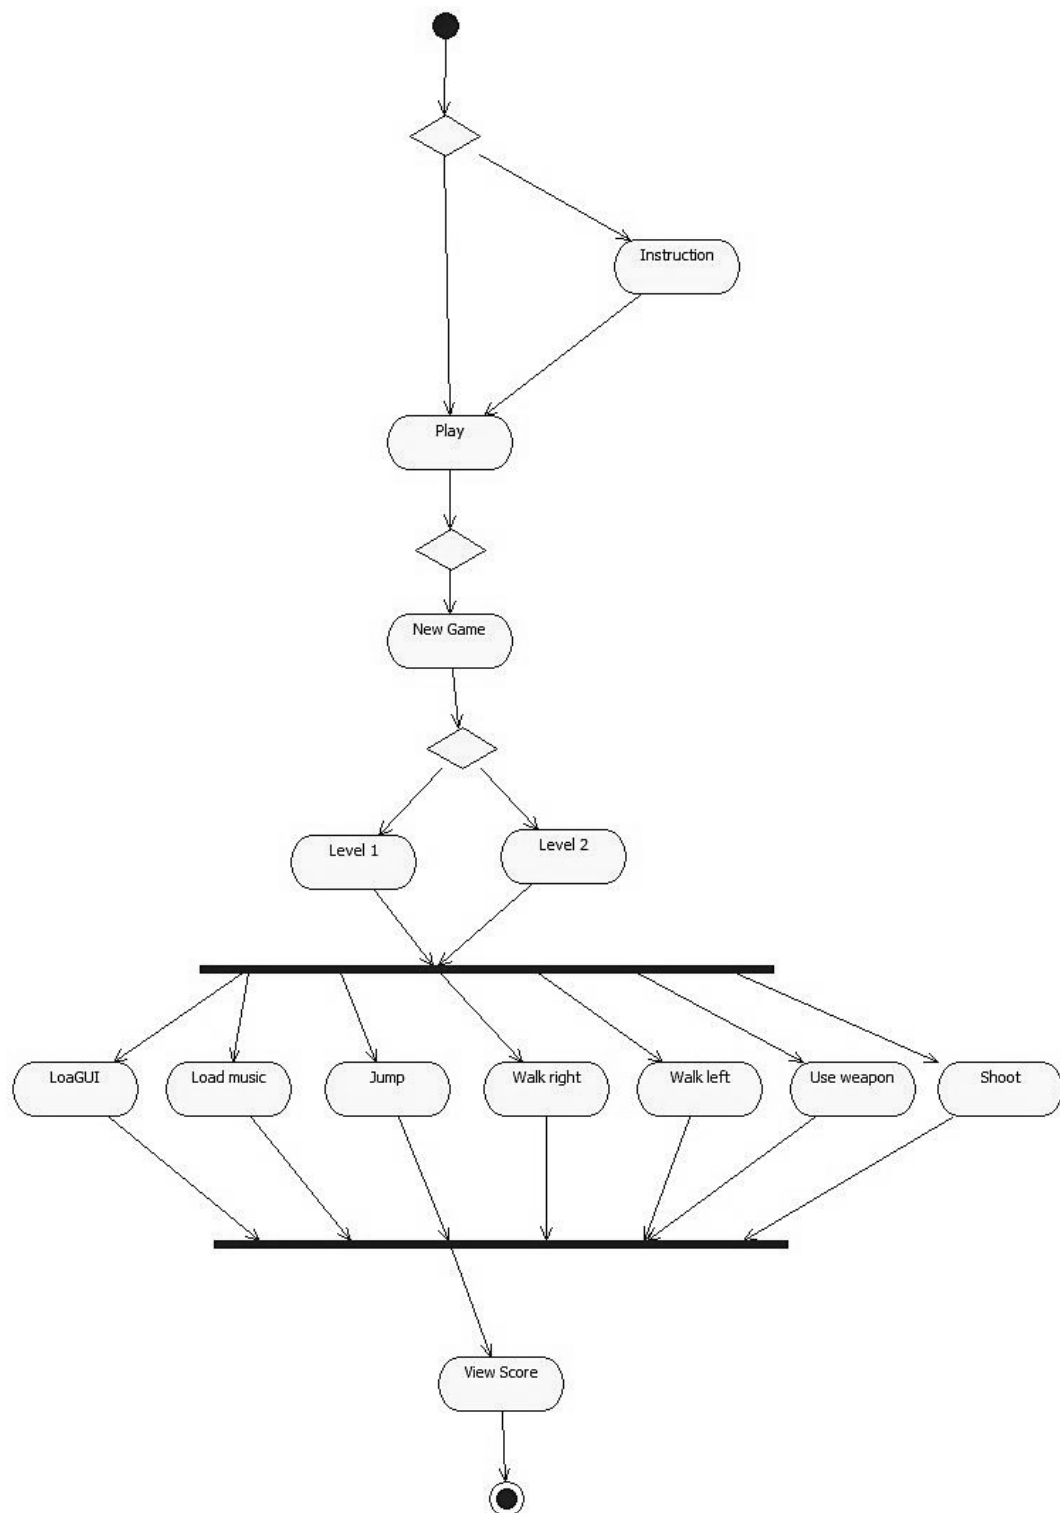 Instruction
Play
New Game
Level 1
Level 2
LoaGUI
Load music
Jump
Walk right
Walk left
Use weapon
Shoot
View Score